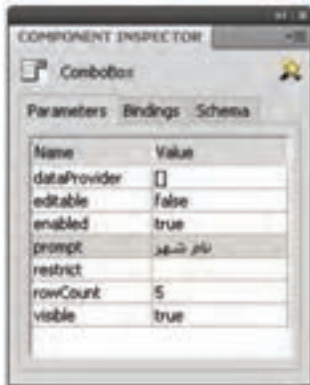 COMPONENT INSPECTOR
ComboBox
Parameters Bindings Schema
Name Value
dataProvider []
editable false
enabled true
prompt نام شهر
restrict
rowCount 5
visible true